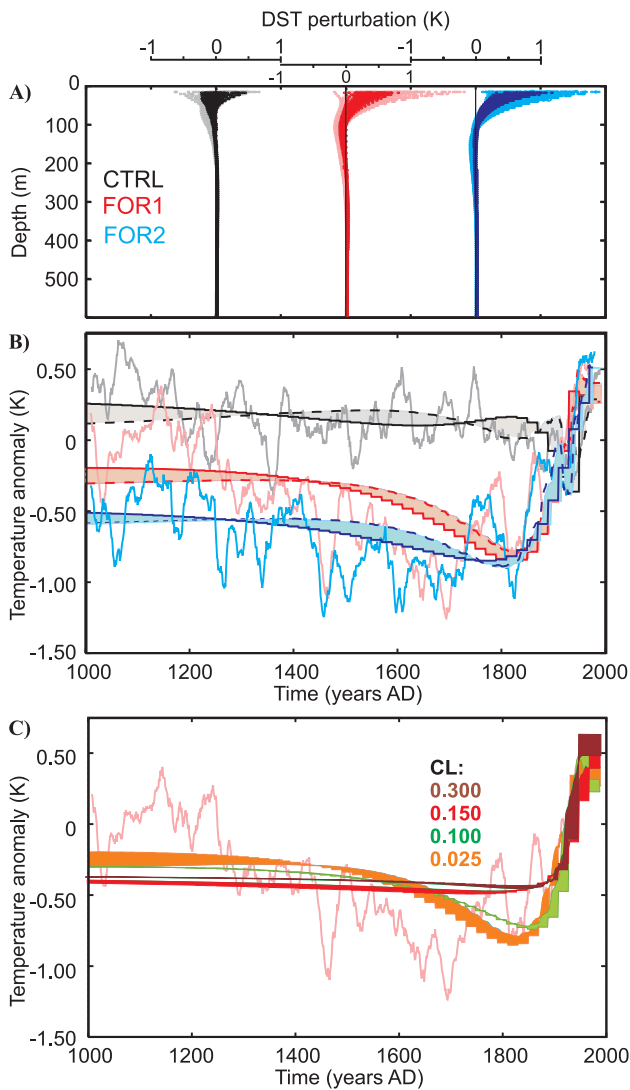 DST perturbation (K)
-1 0 1 -1 0 1
-1 0 1
A)
0
100
200
300
400
500
Depth (m)
CTRL
FOR1
FOR2
B)
0.50
0
-0.50
-1.00
-1.50
Temperature anomaly (K)
1000 1200 1400 1600 1800 2000
Time (years AD)
C)
0.50
0
-0.50
-1.00
-1.50
Temperature anomaly (K)
CL:
0.300
0.150
0.100
0.025
1000 1200 1400 1600 1800 2000
Time (years AD)